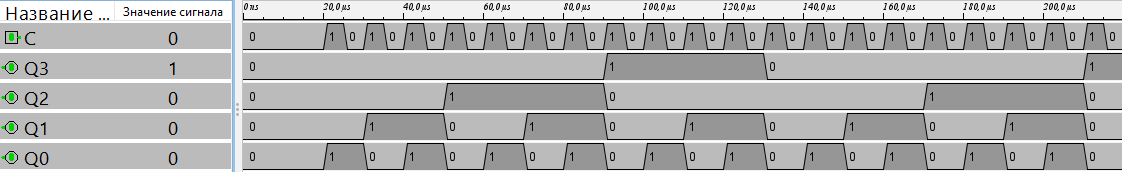 Название ... Значение сигнала 0 ns 20,0 µs 40,0 µs 60,0 µs 80,0 µs 100,0 µs 120,0 µs 140,0 µs 160,0 µs 180,0 µs 200,0 µs
C 0 0 1 0 1 0 1 0 1 0 1 0 1 0 1 0 1 0 1 0 1 0 1 0 1 0 1 0 1 0 1 0 1 0 1 0 1 0 1 0 1 0
Q3 1 0 1 0 1
Q2 0 0 1 0 1 0
Q1 0 0 1 0 1 0 1 0 1 0 1 0
Q0 0 0 1 0 1 0 1 0 1 0 1 0 1 0 1 0 1 0 1 0 1 0